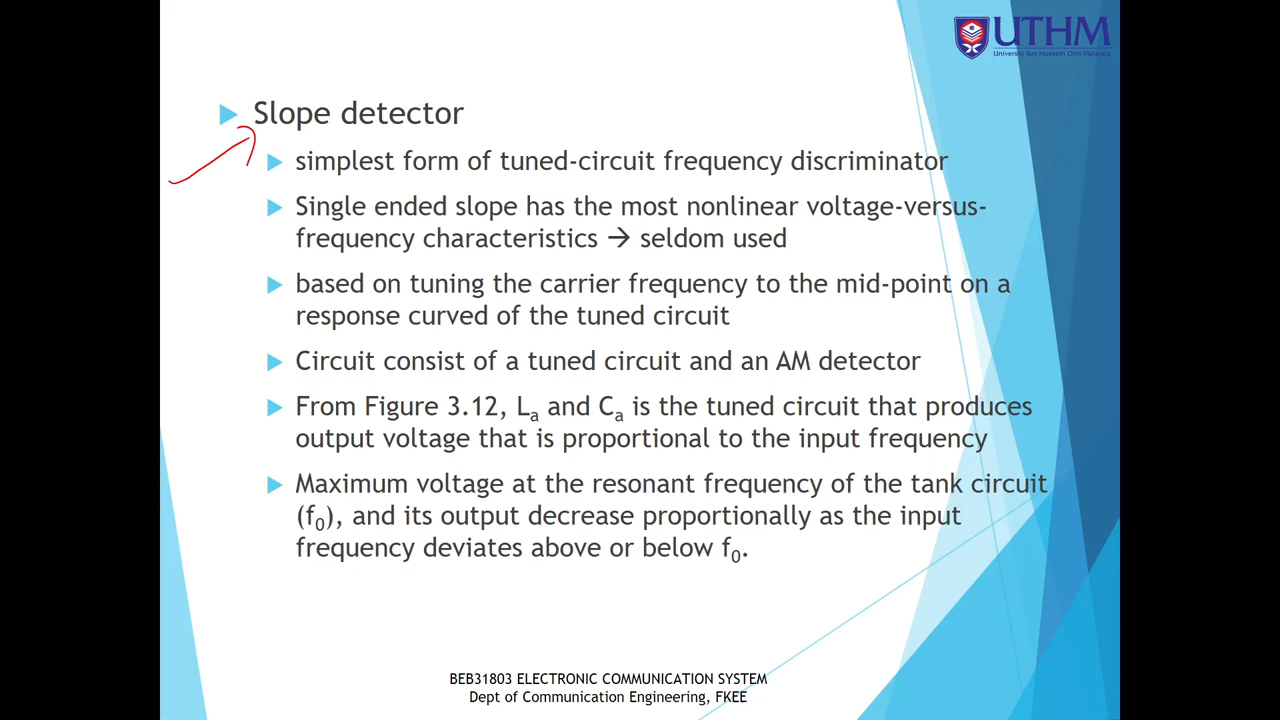 UTHM
Universiti Tun Hussein Onn Malaysia
Slope detector
simplest form of tuned-circuit frequency discriminator
Single ended slope has the most nonlinear voltage-versus-
frequency characteristics → seldom used
based on tuning the carrier frequency to the mid-point on a
response curved of the tuned circuit
Circuit consist of a tuned circuit and an AM detector
From Figure 3.12, Lₐ and Cₐ is the tuned circuit that produces
output voltage that is proportional to the input frequency
Maximum voltage at the resonant frequency of the tank circuit
(f₀), and its output decrease proportionally as the input
frequency deviates above or below f₀.
BEB31803 ELECTRONIC COMMUNICATION SYSTEM
Dept of Communication Engineering, FKEE